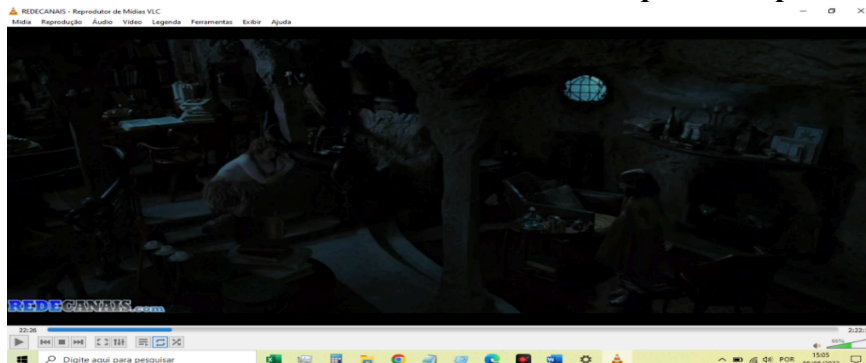 REDECANAIS - Reprodutor de Mídias VLC
Mídia Reprodução Áudio Vídeo Legenda Ferramentas Exibir Ajuda
REDECANAIS.com
22:26
Digite aqui para pesquisar
POR
15:05